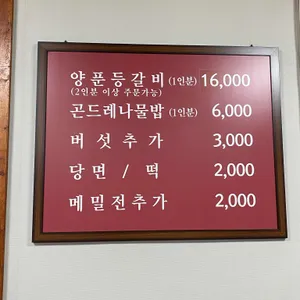 양푼등갈비 (1인분) 16,000
(2인분 이상 주문가능)
곤드레나물밥 (1인분) 6,000
버섯추가 3,000
당면 / 떡 2,000
메밀전추가 2,000